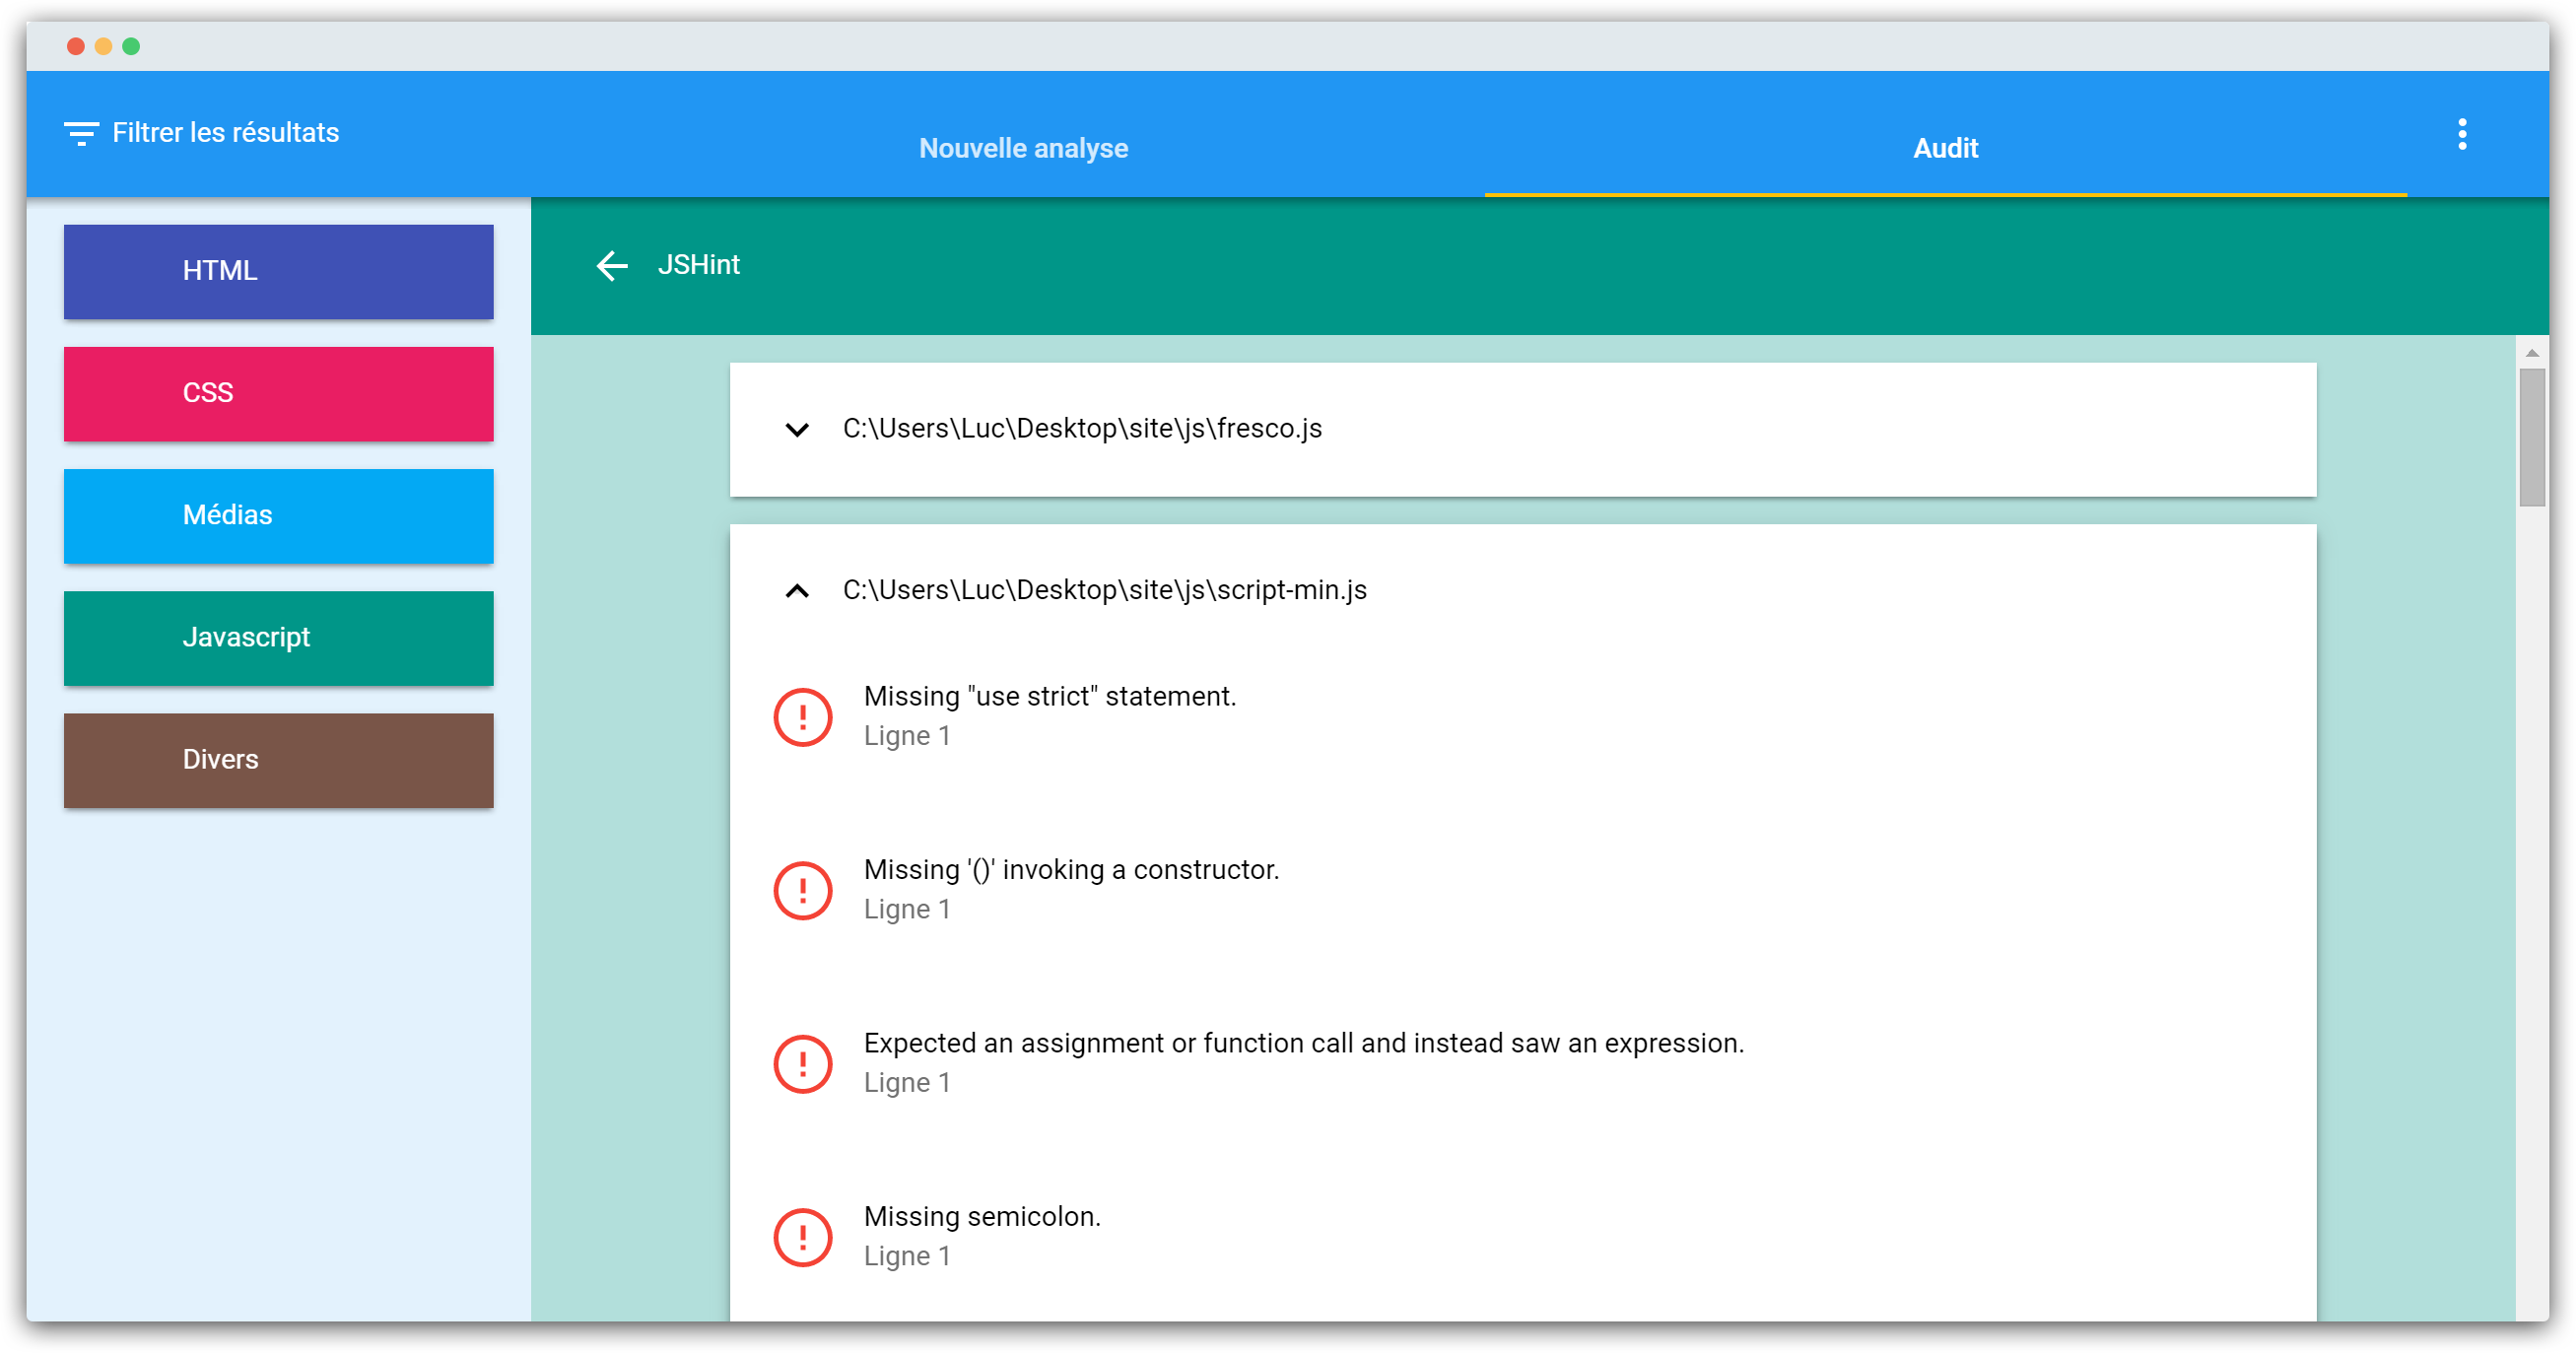 Filtrer les résultats
Nouvelle analyse
Audit
HTML
CSS
Médias
Javascript
Divers
JSHint
C:\Users\Luc\Desktop\site\js\fresco.js
C:\Users\Luc\Desktop\site\js\script-min.js
Missing "use strict" statement.
Ligne 1
Missing '()' invoking a constructor.
Ligne 1
Expected an assignment or function call and instead saw an expression.
Ligne 1
Missing semicolon.
Ligne 1